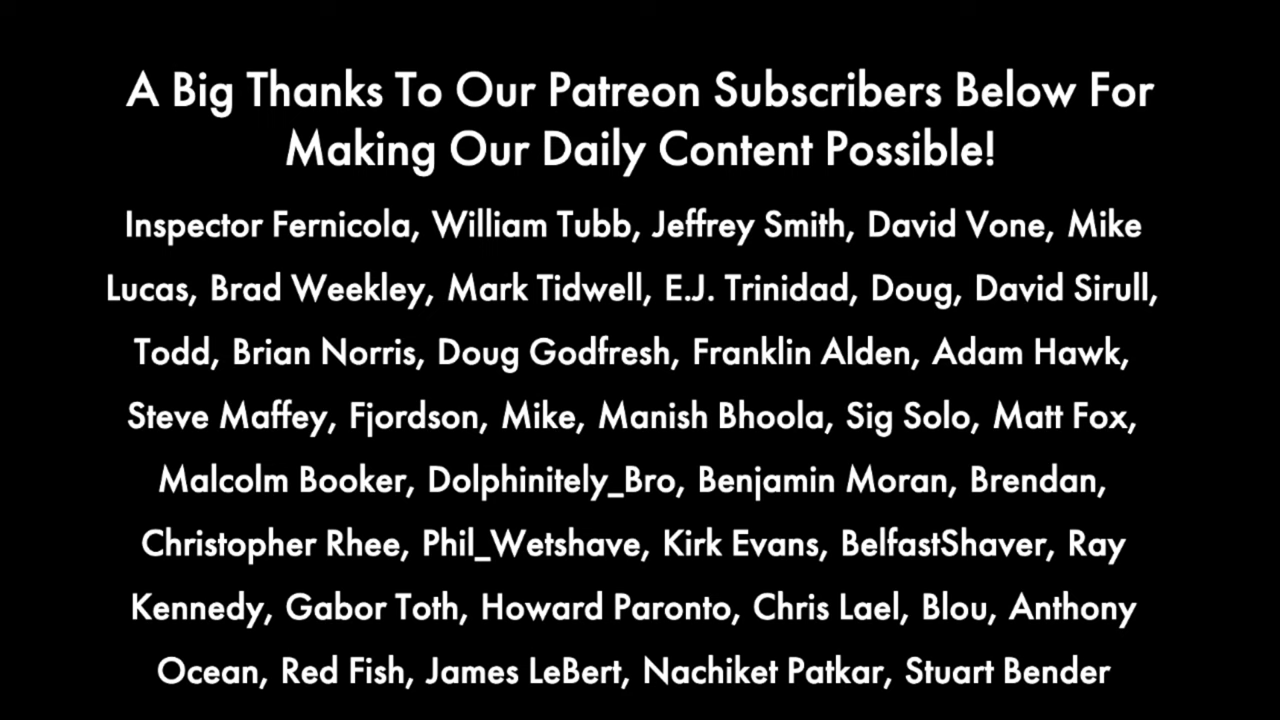 A Big Thanks To Our Patreon Subscribers Below For
Making Our Daily Content Possible!
Inspector Fernicola, William Tubb, Jeffrey Smith, David Vone, Mike
Lucas, Brad Weekley, Mark Tidwell, E.J. Trinidad, Doug, David Sirull,
Todd, Brian Norris, Doug Godfresh, Franklin Alden, Adam Hawk,
Steve Maffey, Fjordson, Mike, Manish Bhoola, Sig Solo, Matt Fox,
Malcolm Booker, Dolphinitely_Bro, Benjamin Moran, Brendan,
Christopher Rhee, Phil_Wetshave, Kirk Evans, BelfastShaver, Ray
Kennedy, Gabor Toth, Howard Paronto, Chris Lael, Blou, Anthony
Ocean, Red Fish, James LeBert, Nachiket Patkar, Stuart Bender